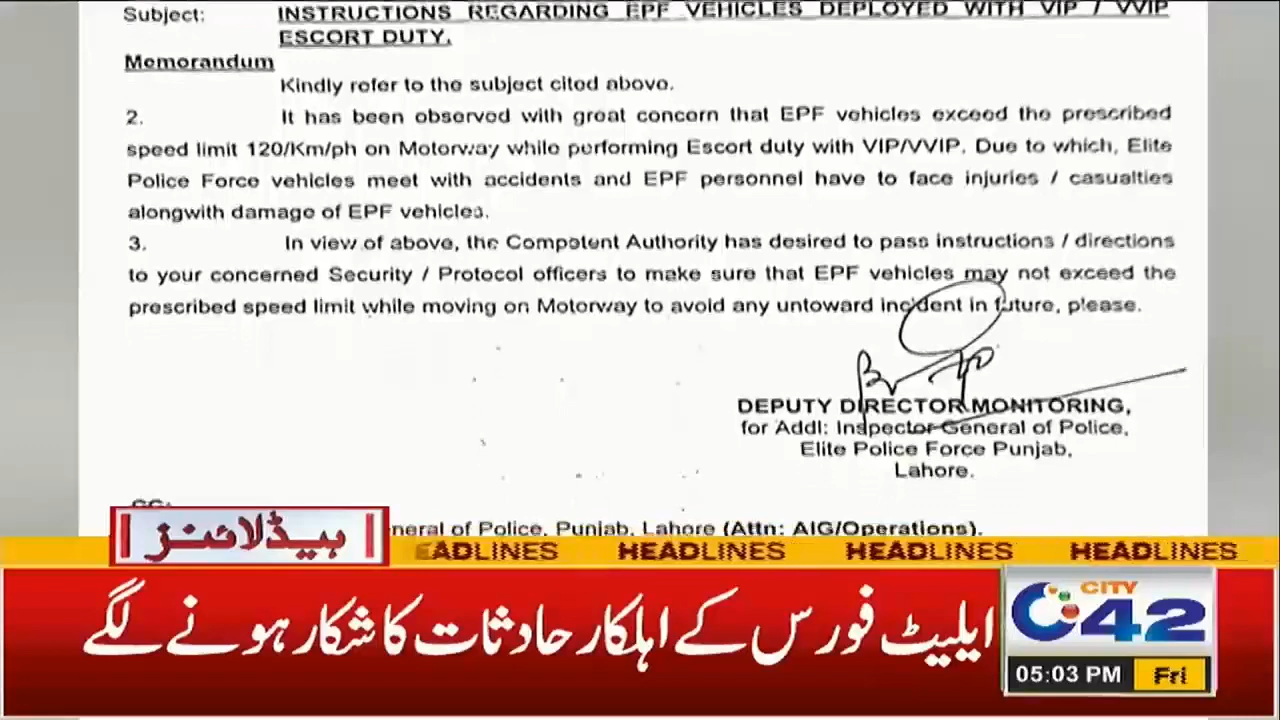 Subject: INSTRUCTIONS REGARDING EPF VEHICLES DEPLOYED WITH VIP / VVIP
ESCORT DUTY.
Memorandum
Kindly refer to the subject cited above.
2. It has been observed with great concern that EPF vehicles exceed the prescribed
speed limit 120/Km/ph on Motorway while performing Escort duty with VIP/VVIP. Due to which, Elite
Police Force vehicles meet with accidents and EPF personnel have to face injuries / casualties
alongwith damage of EPF vehicles.
3. In view of above, the Competent Authority has desired to pass instructions / directions
to your concerned Security / Protocol officers to make sure that EPF vehicles may not exceed the
prescribed speed limit while moving on Motorway to avoid any untoward incident in future, please.
DEPUTY DIRECTOR MONITORING,
for Addl: Inspector General of Police,
Elite Police Force Punjab,
Lahore.
CC:
neral of Police, Punjab, Lahore (Attn: AIG/Operations).
ہیڈلائنز
EADLINES HEADLINES HEADLINES HEADLINES
ایلیٹ فورس کے اہلکار حادثات کا شکار ہونے لگے
CITY
42
05:03 PM Fri